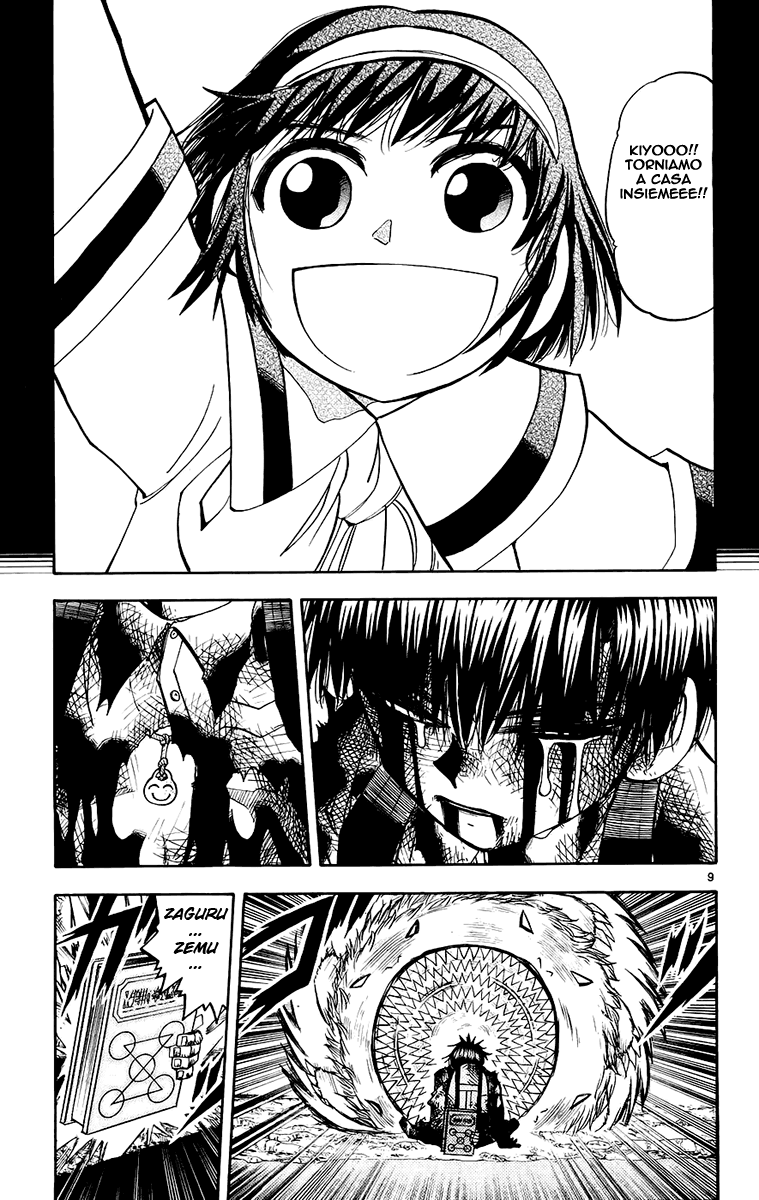 KIYOOO!!
TORNIAMO
A CASA
INSIEMEEE!!
9
ZAGURU
...
ZEMU
...